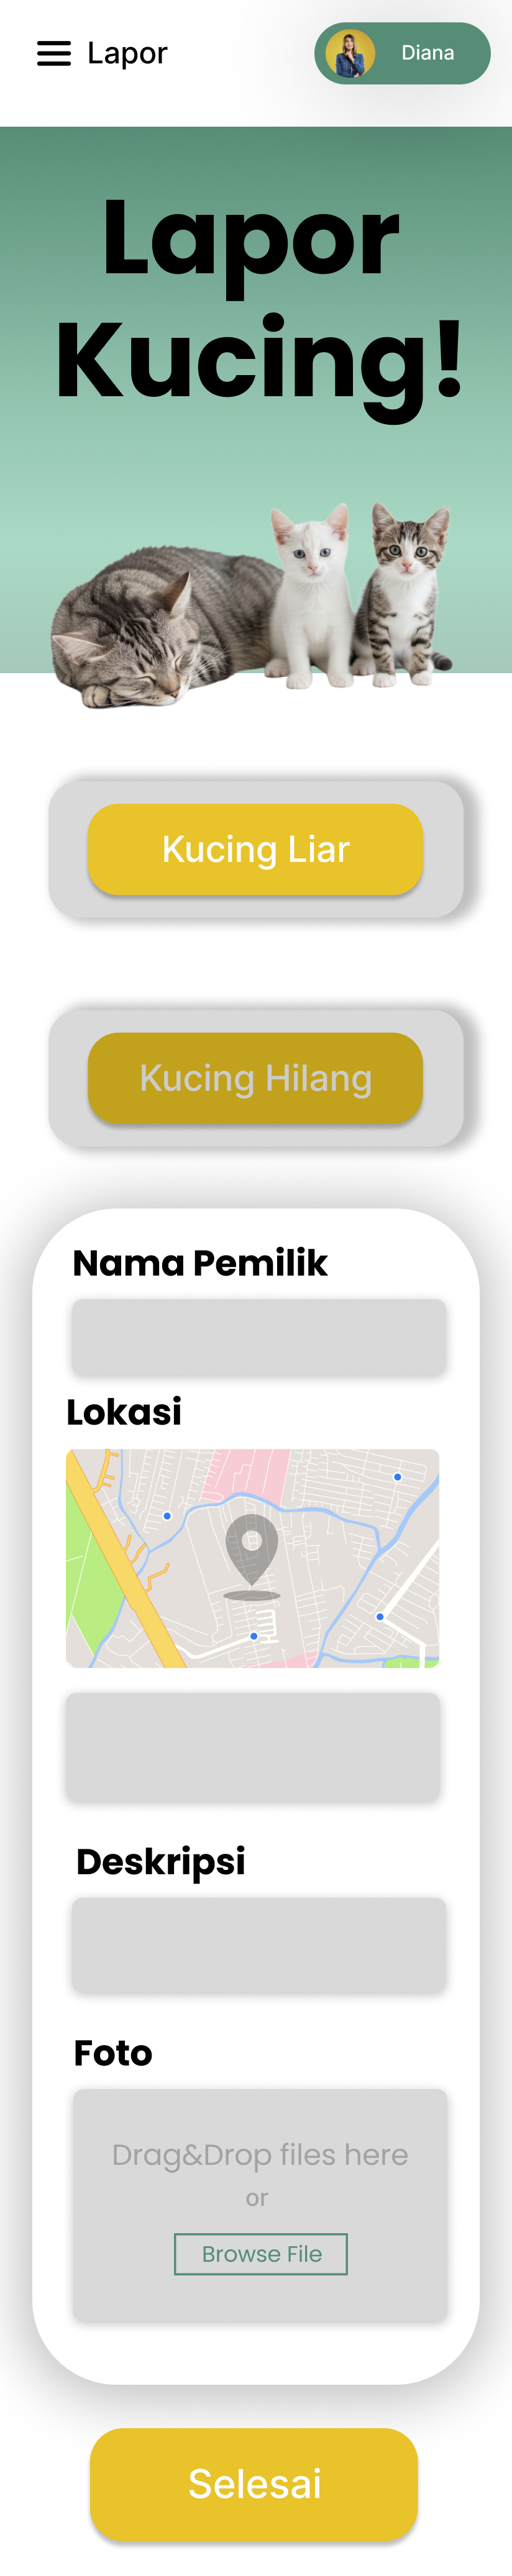 Lapor
Diana
Lapor
Kucing!
Kucing Liar
Kucing Hilang
Nama Pemilik
Lokasi
Deskripsi
Foto
Drag&Drop files here
or
Browse File
Selesai